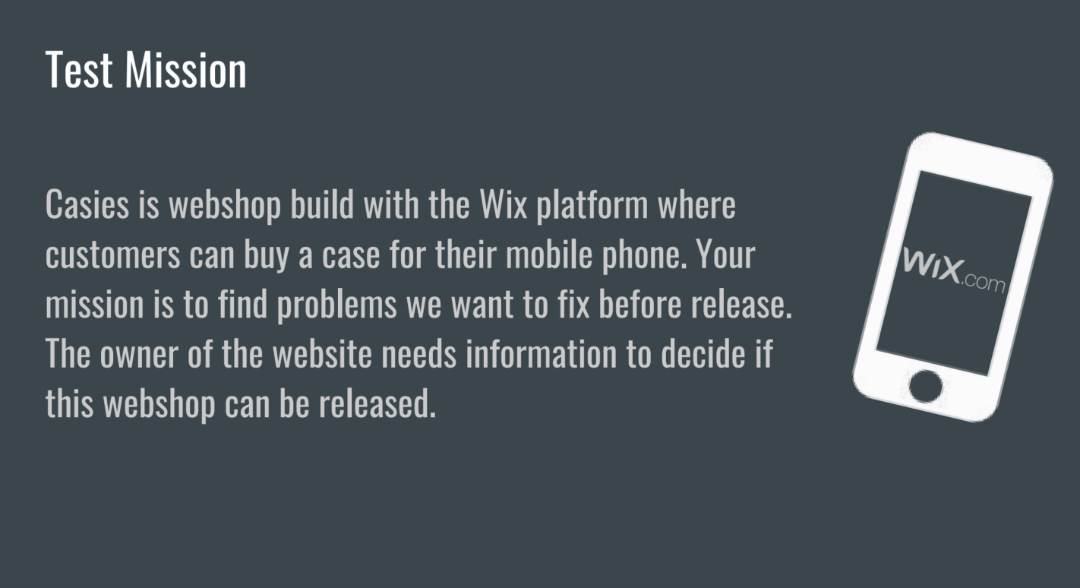 Test Mission
Casies is webshop build with the Wix platform where
customers can buy a case for their mobile phone. Your
mission is to find problems we want to fix before release.
The owner of the website needs information to decide if
this webshop can be released.
WiX.com